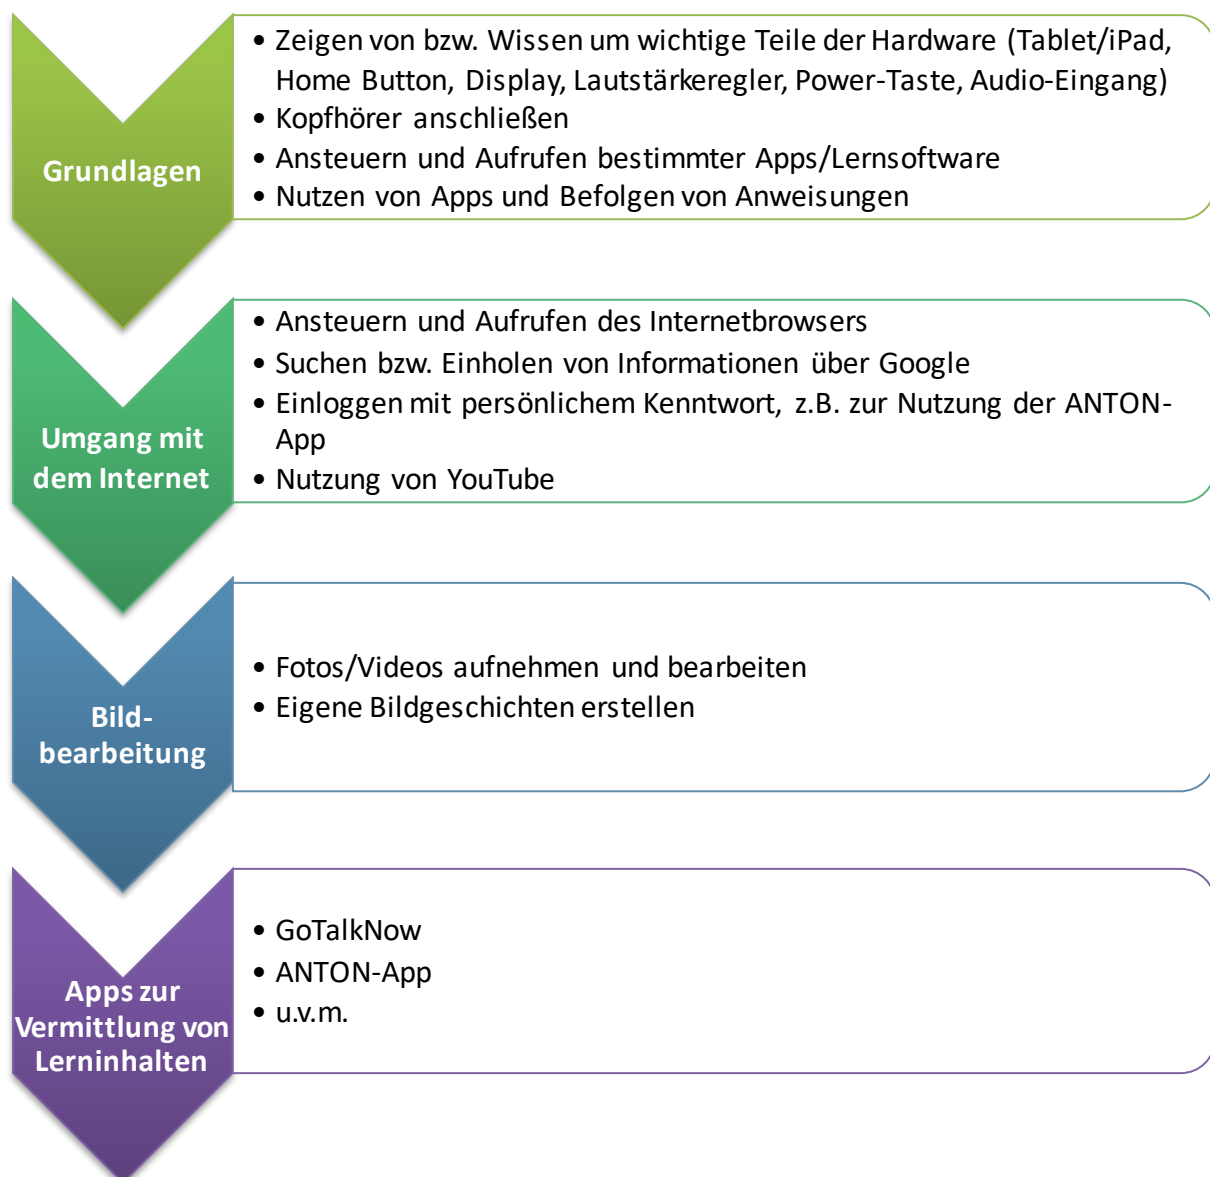 Grundlagen
• Zeigen von bzw. Wissen um wichtige Teile der Hardware (Tablet/iPad,
Home Button, Display, Lautstärkeregler, Power-Taste, Audio-Eingang)
• Kopfhörer anschließen
• Ansteuern und Aufrufen bestimmter Apps/Lernsoftware
• Nutzen von Apps und Befolgen von Anweisungen
Umgang mit
dem Internet
• Ansteuern und Aufrufen des Internetbrowsers
• Suchen bzw. Einholen von Informationen über Google
• Einloggen mit persönlichem Kenntwort, z.B. zur Nutzung der ANTON-
App
• Nutzung von YouTube
Bild-
bearbeitung
• Fotos/Videos aufnehmen und bearbeiten
• Eigene Bildgeschichten erstellen
Apps zur
Vermittlung von
Lerninhalten
• GoTalkNow
• ANTON-App
• u.v.m.